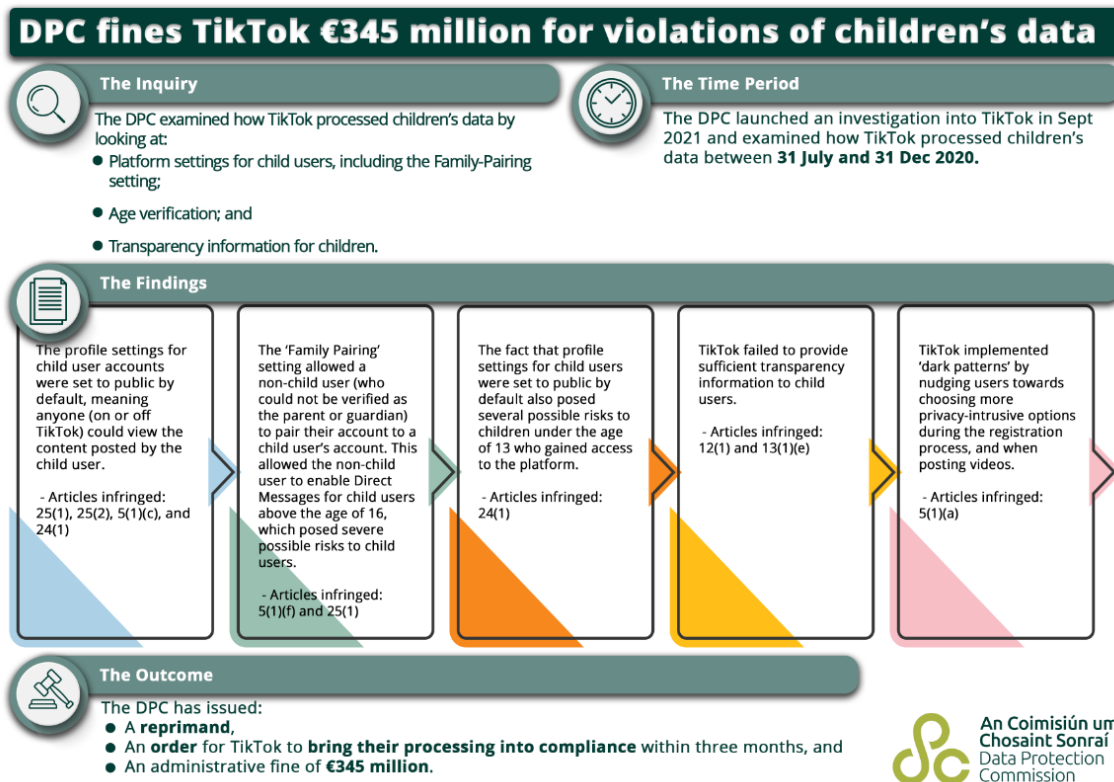 DPC fines TikTok €345 million for violations of children's data
The Inquiry
The DPC examined how TikTok processed children's data by
looking at:
● Platform settings for child users, including the Family-Pairing
setting;
● Age verification; and
● Transparency information for children.
The Time Period
The DPC launched an investigation into TikTok in Sept
2021 and examined how TikTok processed children's
data between 31 July and 31 Dec 2020.
The Findings
The profile settings for
child user accounts
were set to public by
default, meaning
anyone (on or off
TikTok) could view the
content posted by the
child user.
- Articles infringed:
25(1), 25(2), 5(1)(c), and
24(1)
The 'Family Pairing'
setting allowed a
non-child user (who
could not be verified as
the parent or guardian)
to pair their account to a
child user's account. This
allowed the non-child
user to enable Direct
Messages for child users
above the age of 16,
which posed severe
possible risks to child
users.
- Articles infringed:
5(1)(f) and 25(1)
The fact that profile
settings for child users
were set to public by
default also posed
several possible risks to
children under the age
of 13 who gained access
to the platform.
- Articles infringed:
24(1)
TikTok failed to provide
sufficient transparency
information to child
users.
- Articles infringed:
12(1) and 13(1)(e)
TikTok implemented
'dark patterns' by
nudging users towards
choosing more
privacy-intrusive options
during the registration
process, and when
posting videos.
- Articles infringed:
5(1)(a)
The Outcome
The DPC has issued:
● A reprimand,
● An order for TikTok to bring their processing into compliance within three months, and
● An administrative fine of €345 million.
An Coimisiún um
Chosaint Sonraí
Data Protection
Commission